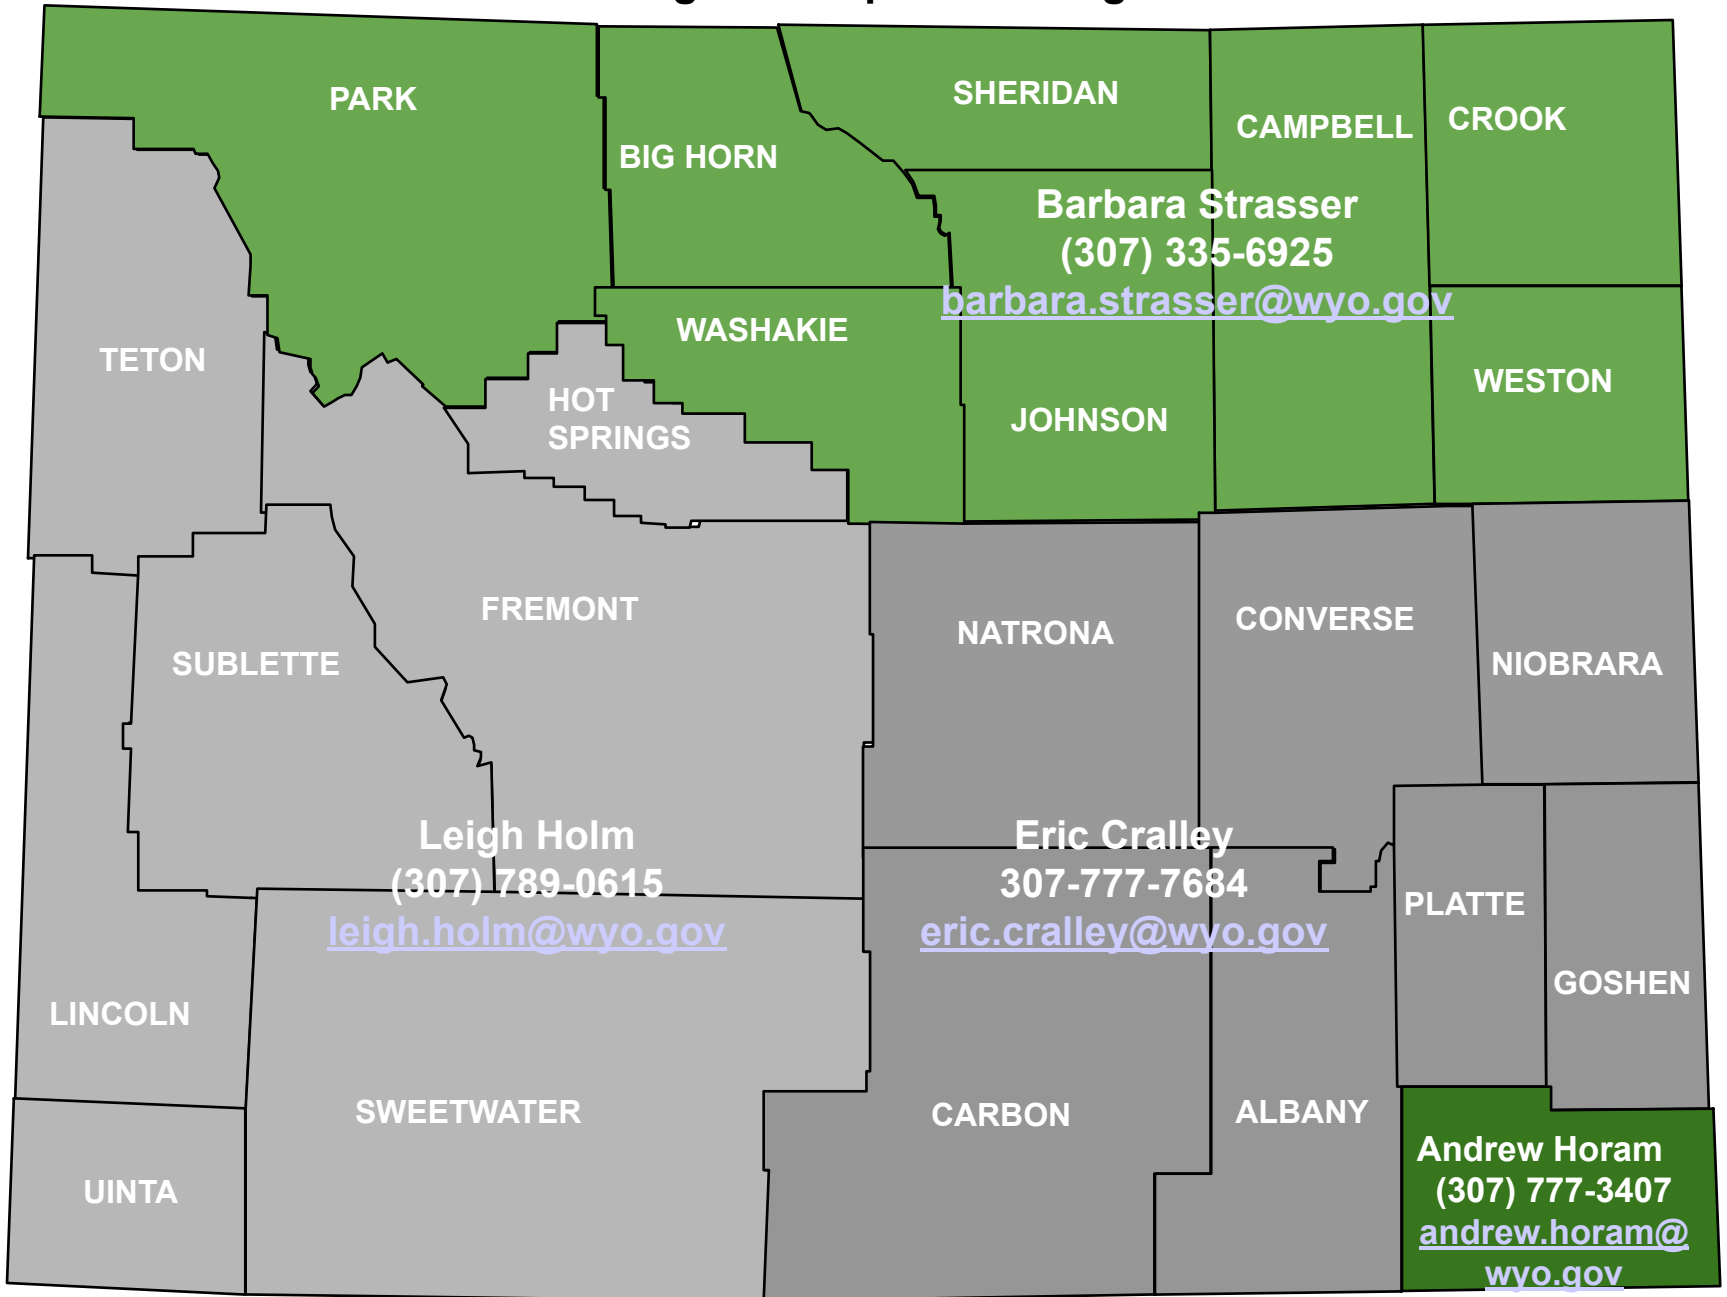 PARK
SHERIDAN
CAMPBELL
CROOK
BIG HORN
Barbara Strasser
(307) 335-6925
barbara.strasser@wyo.gov
WASHAKIE
TETON
WESTON
HOT
SPRINGS
JOHNSON
FREMONT
CONVERSE
NATRONA
SUBLETTE
NIOBRARA
Leigh Holm
(307) 789-0615
leigh.holm@wyo.gov
Eric Cralley
307-777-7684
eric.cralley@wyo.gov
PLATTE
GOSHEN
LINCOLN
SWEETWATER
CARBON
ALBANY
UINTA
Andrew Horam
(307) 777-3407
andrew.horam@
wyo.gov